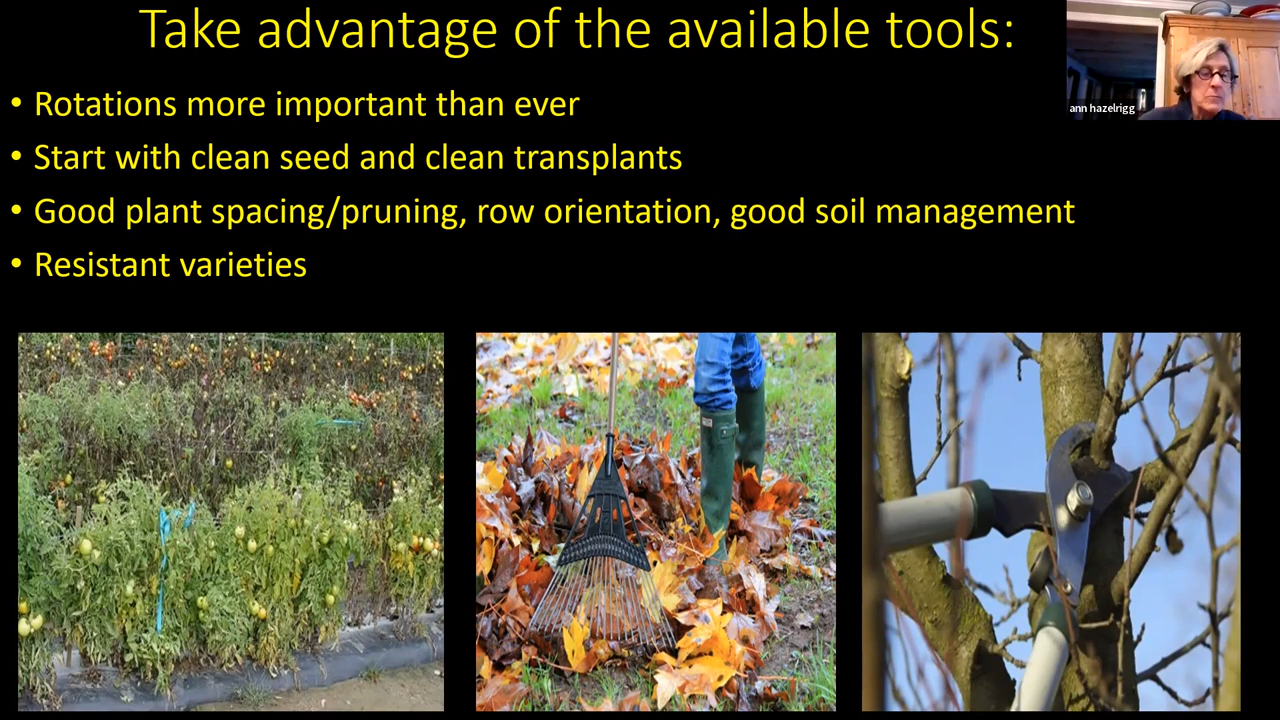 Take advantage of the available tools:
• Rotations more important than ever
• Start with clean seed and clean transplants
• Good plant spacing/pruning, row orientation, good soil management
• Resistant varieties
ann hazelrigg